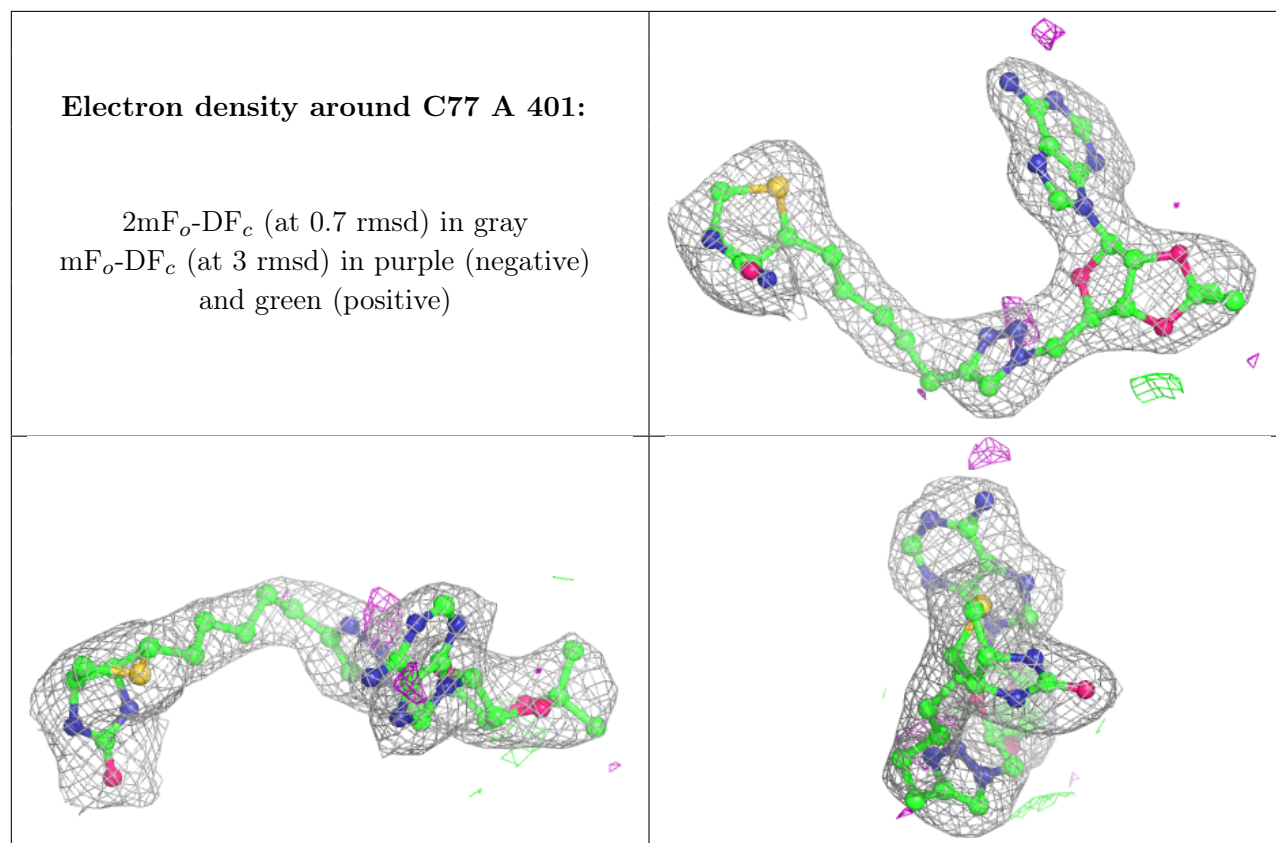 Electron density around C77 A 401:
2mFₒ-DF𝒸 (at 0.7 rmsd) in gray
mFₒ-DF𝒸 (at 3 rmsd) in purple (negative)
and green (positive)